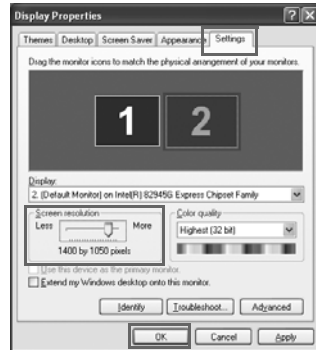 Display Properties
Themes Desktop Screen Saver Appearance Settings
Drag the monitor icons to match the physical arrangement of your monitors.
1 2
Display:
2. (Default Monitor) on Intel(R) 82945G Express Chipset Family
Screen resolution
Less More
1400 by 1050 pixels
Color quality
Highest (32 bit)
Use this device as the primary monitor.
Extend my Windows desktop onto this monitor.
Identify Troubleshoot... Advanced
OK Cancel Apply